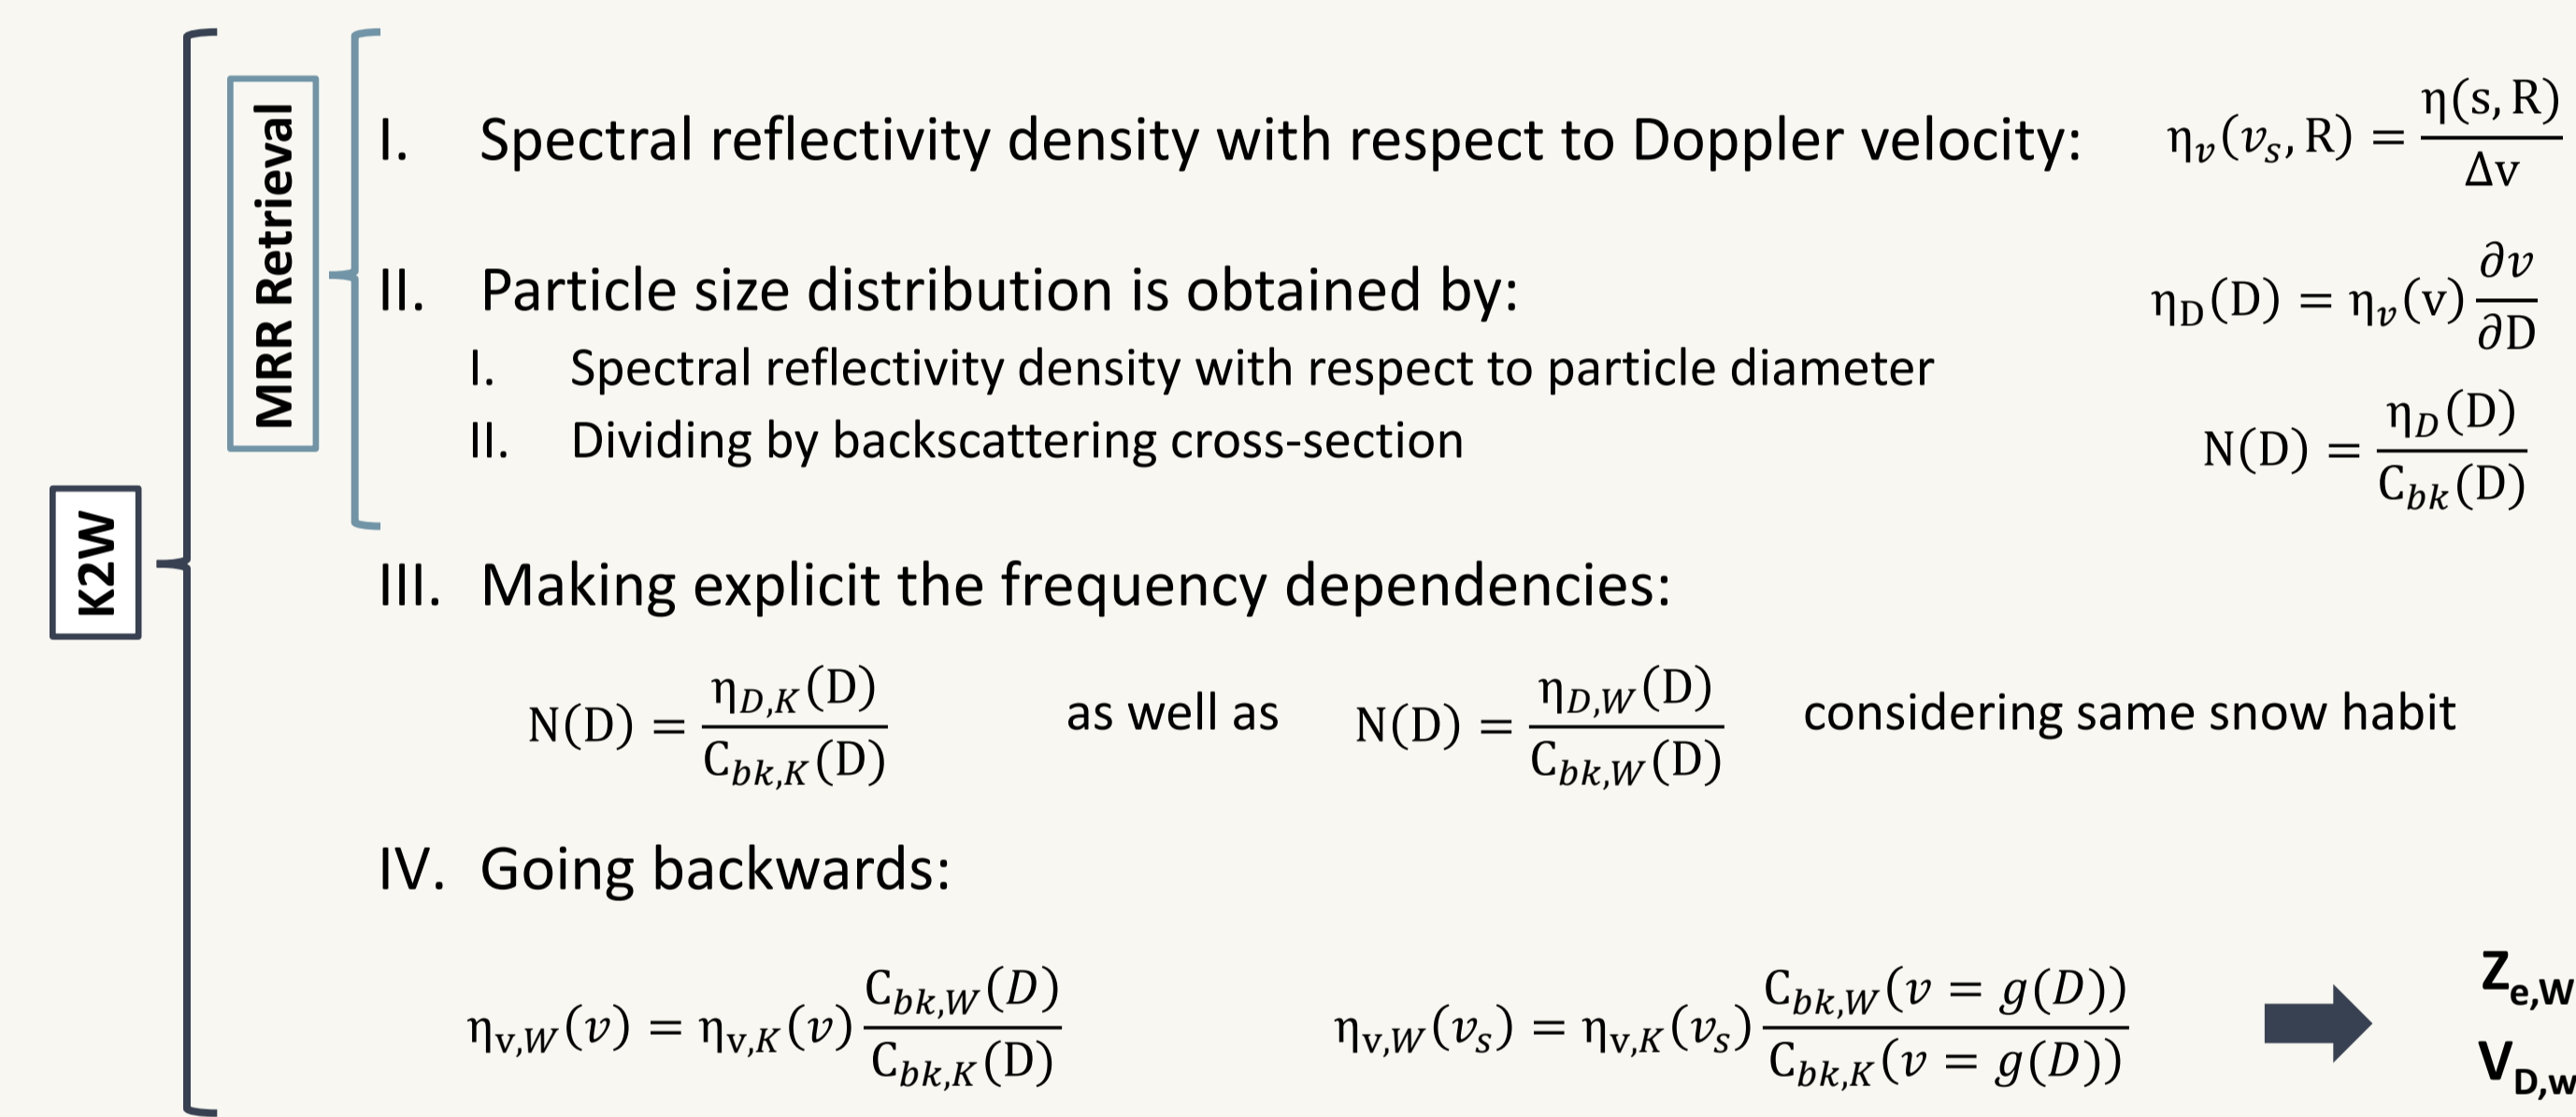 K2W
MRR Retrieval
I. Spectral reflectivity density with respect to Doppler velocity: η_v(v_s, R) = η(s, R) / Δv
II. Particle size distribution is obtained by: η_D(D) = η_v(v) ∂v / ∂D
I. Spectral reflectivity density with respect to particle diameter
II. Dividing by backscattering cross-section N(D) = η_D(D) / C_bk(D)
III. Making explicit the frequency dependencies:
N(D) = η_D,K(D) / C_bk,K(D) as well as N(D) = η_D,W(D) / C_bk,W(D) considering same snow habit
IV. Going backwards:
η_v,W(v) = η_v,K(v) C_bk,W(D) / C_bk,K(D) η_v,W(v_s) = η_v,K(v_s) C_bk,W(v = g(D)) / C_bk,K(v = g(D))
Z_e,W
V_D,w